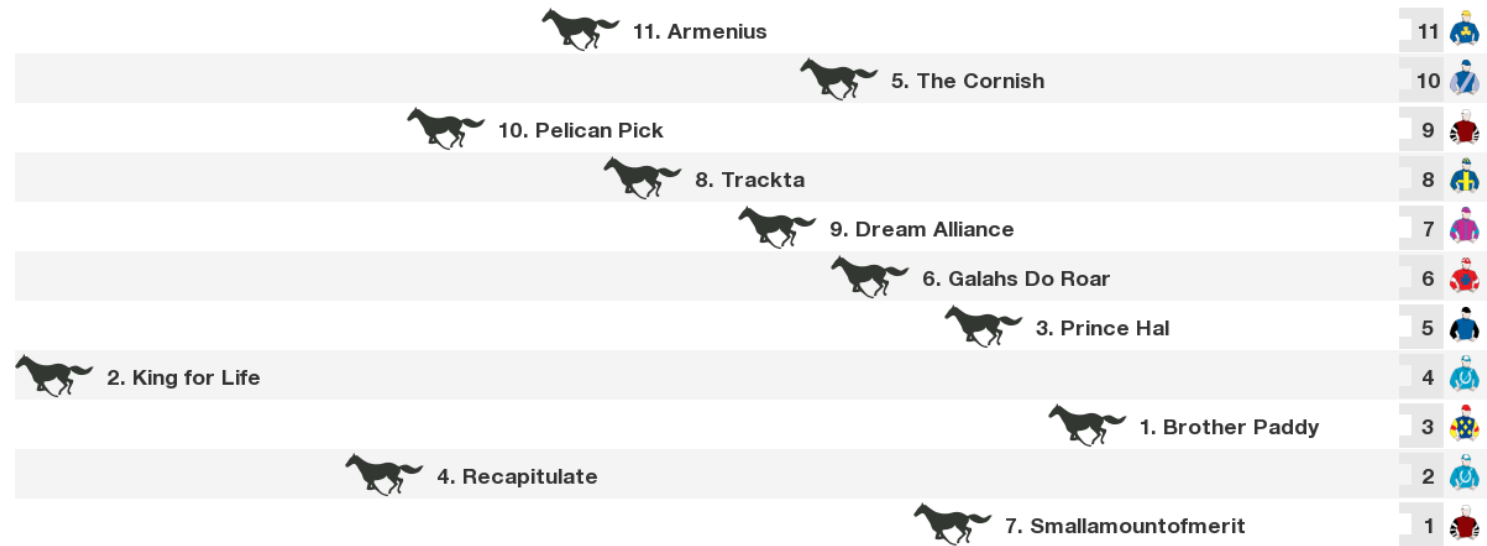 11. Armenius 11
5. The Cornish 10
10. Pelican Pick 9
8. Trackta 8
9. Dream Alliance 7
6. Galahs Do Roar 6
3. Prince Hal 5
2. King for Life 4
1. Brother Paddy 3
4. Recapitulate 2
7. Smallamountofmerit 1